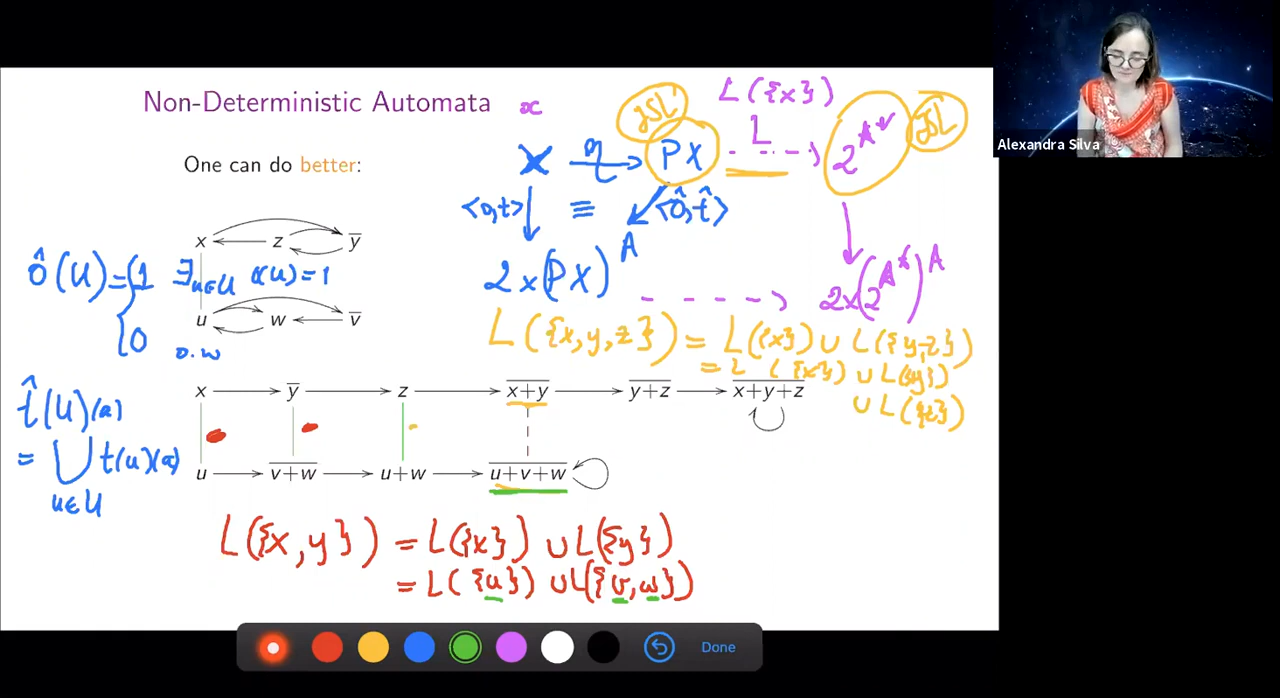 Non-Deterministic Automata
x
L({x})
JSL
JSL
One can do better:
X η PX L 2^A*
<o,t> ≡ <ô,t̂>
x z y̅
ô(U)={1 ∃u∈U o(u)=1
0
2×(PX)^A 2×(2^A*)^A
u w v̅
L({x,y,z}) = L({x}) ∪ L({y,z})
= L({x}) ∪ L({y})
∪ L({z})
x y̅ z x+y y+z x+y+z
t̂(U)(a)
= ⋃ t(u)(a)
u∈U
u v+w u+w u+v+w
L({x,y}) = L({x}) ∪ L({y})
= L({u}) ∪ L({v,w})
Alexandra Silva
Done